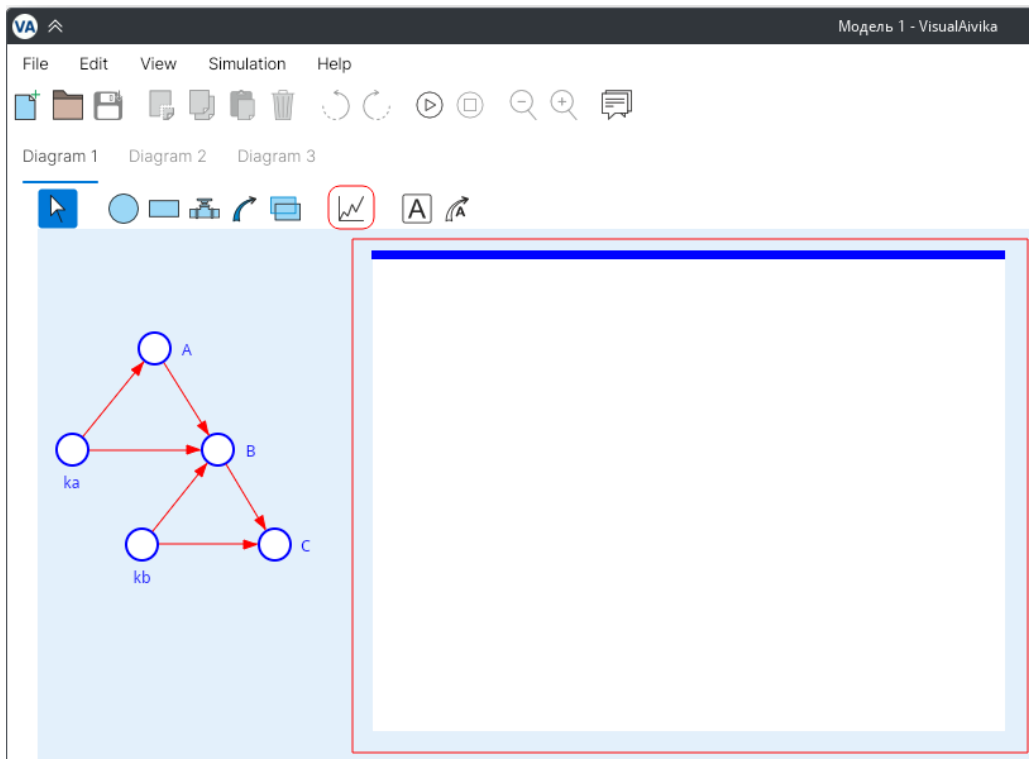 VA Модель 1 - VisualAivika
File Edit View Simulation Help
Diagram 1 Diagram 2 Diagram 3
A A
A
B
ka
C
kb